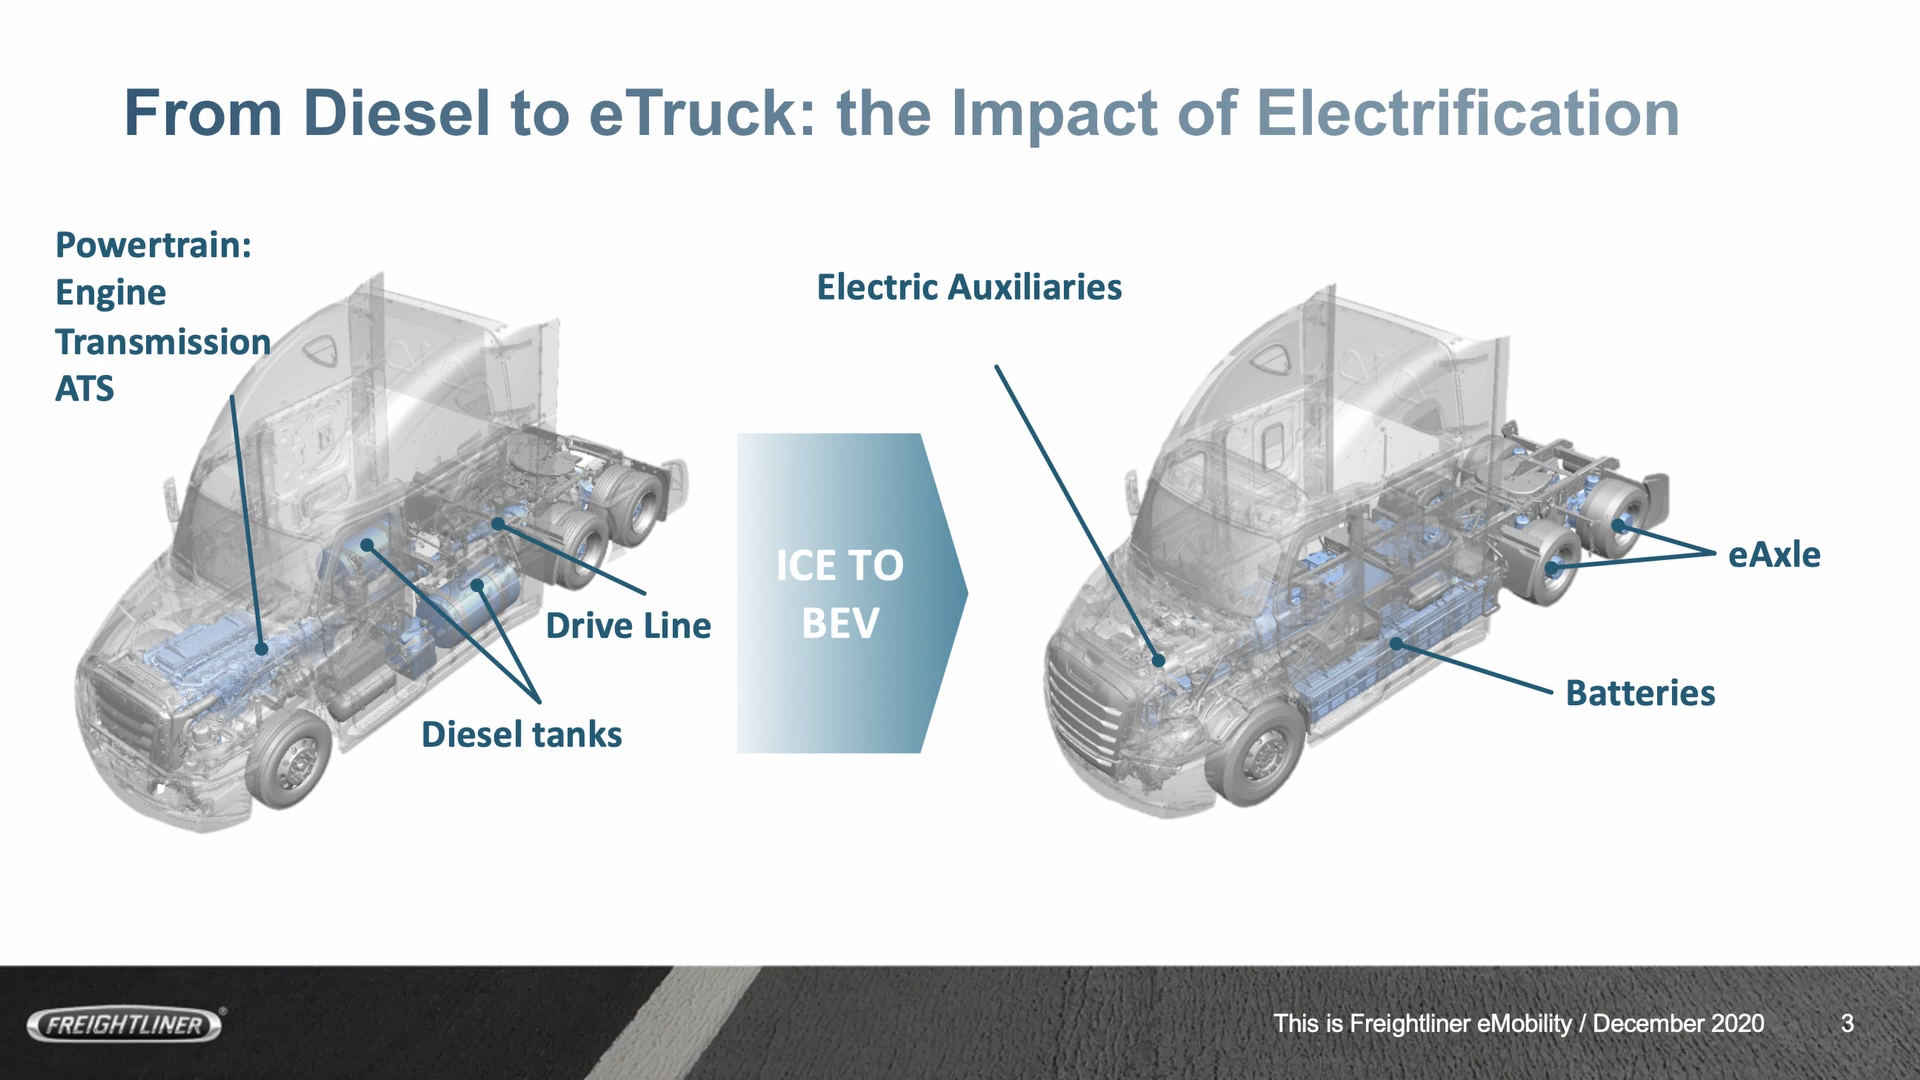 From Diesel to eTruck: the Impact of Electrification
Powertrain:
Engine
Transmission
ATS
Drive Line
Diesel tanks
ICE TO
BEV
Electric Auxiliaries
eAxle
Batteries
FREIGHTLINER®
This is Freightliner eMobility / December 2020
3